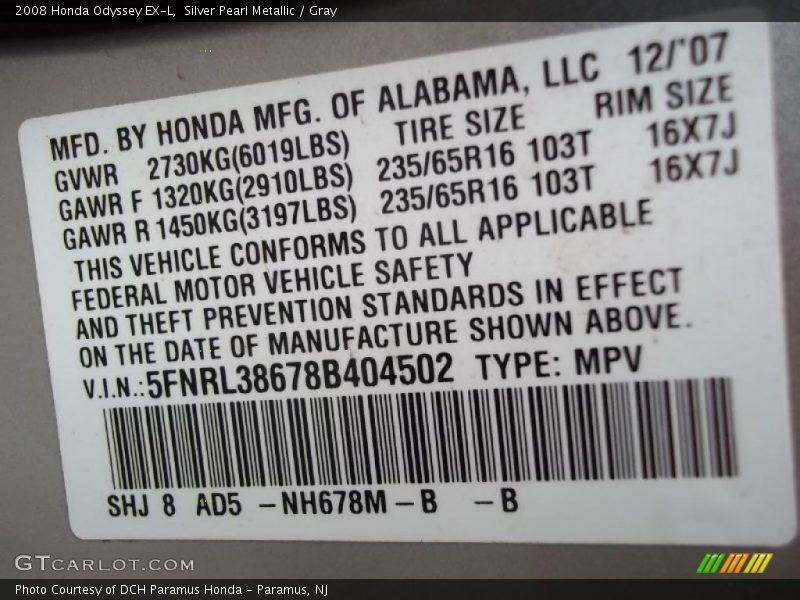 2008 Honda Odyssey EX-L,  Silver Pearl Metallic / Gray
MFD. BY HONDA MFG. OF ALABAMA, LLC 12/'07
GVWR 2730KG(6019LBS) TIRE SIZE RIM SIZE
GAWR F 1320KG(2910LBS) 235/65R16 103T 16X7J
GAWR R 1450KG(3197LBS) 235/65R16 103T 16X7J
THIS VEHICLE CONFORMS TO ALL APPLICABLE
FEDERAL MOTOR VEHICLE SAFETY
AND THEFT PREVENTION STANDARDS IN EFFECT
ON THE DATE OF MANUFACTURE SHOWN ABOVE.
V.I.N.:5FNRL38678B404502 TYPE: MPV
SHJ 8 AD5 -NH678M-B -B
GTCARLOT.COM
Photo Courtesy of DCH Paramus Honda - Paramus, NJ